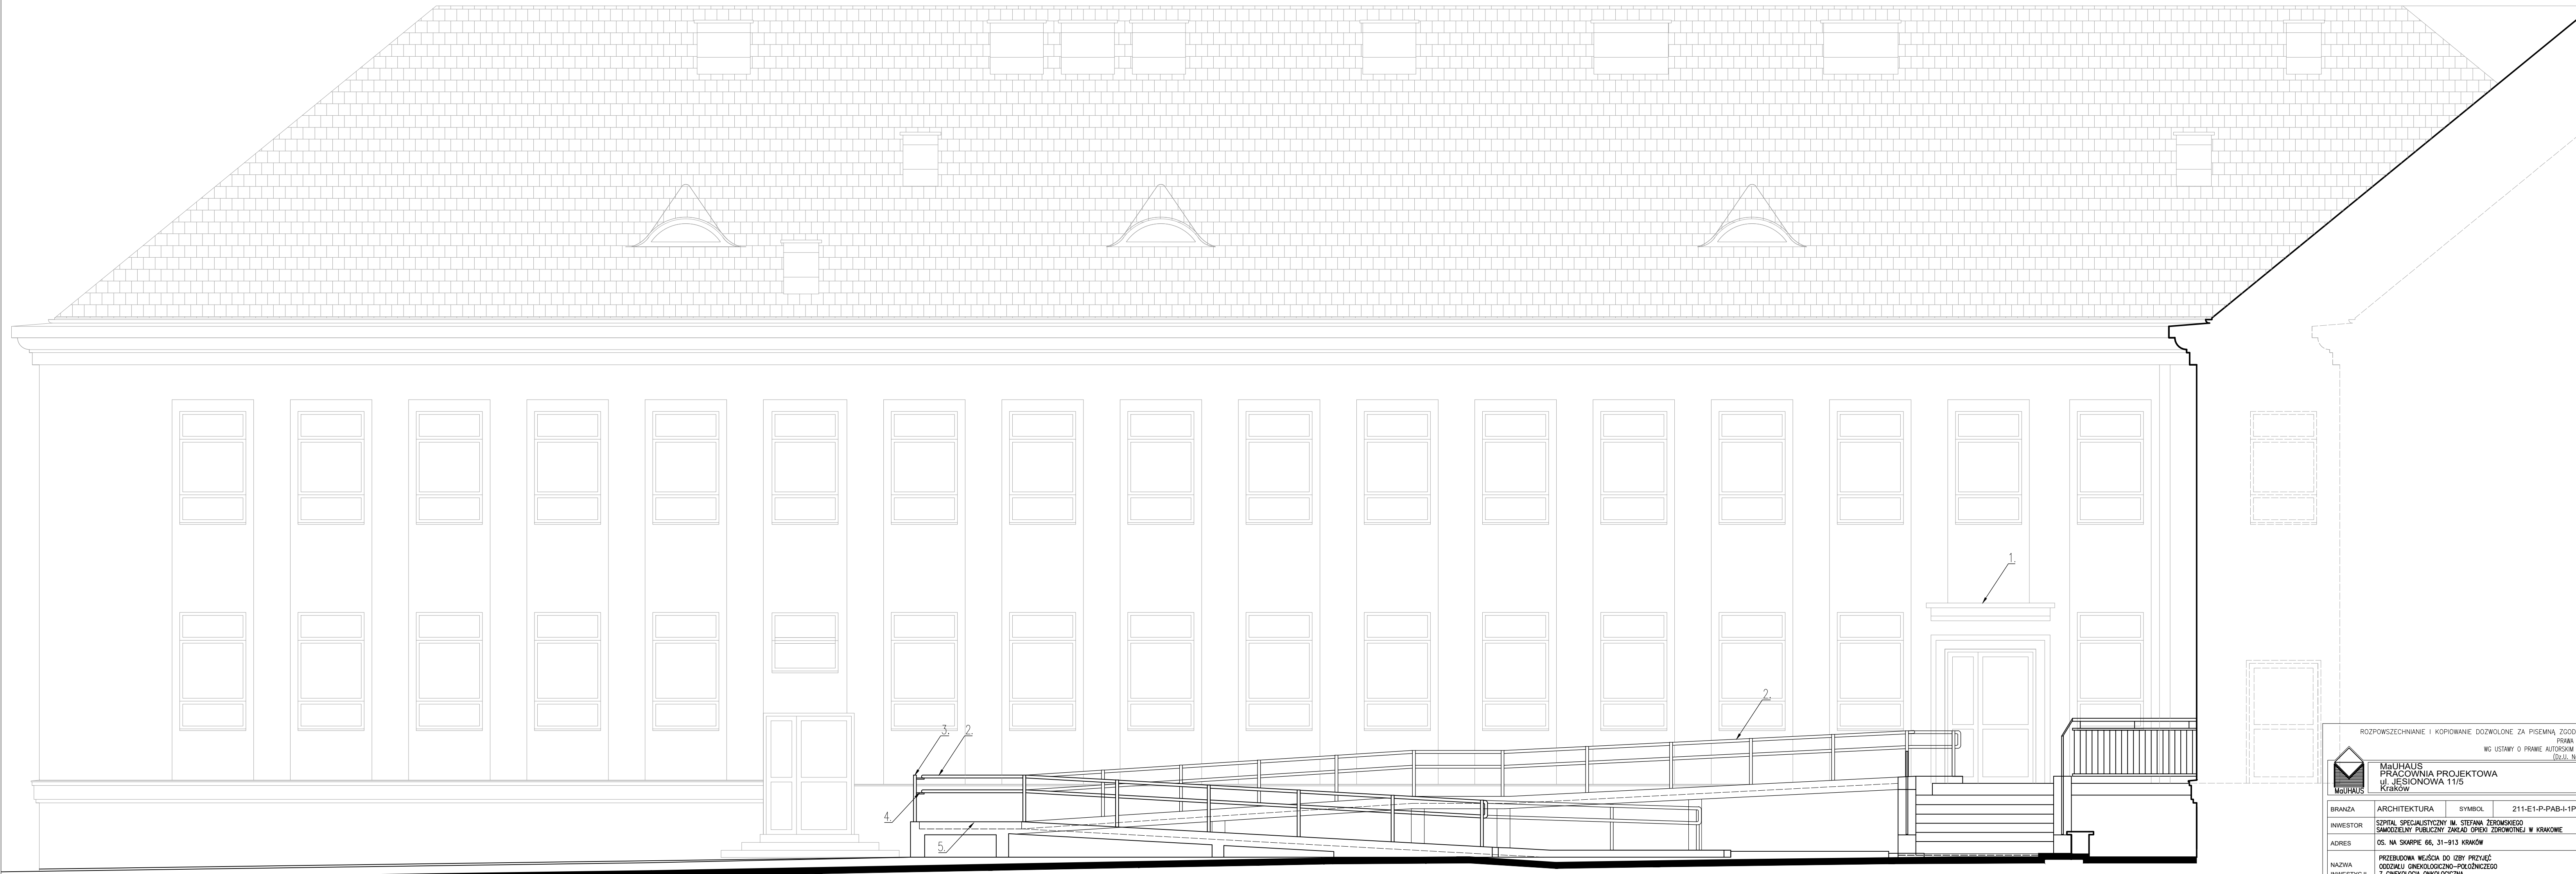 1.
2.
3.
2.
4.
5.
ROZPOWSZECHNIANIE I KOPIOWANIE DOZWOLONE ZA PISEMNĄ ZGOD
PRAWA
WG USTAWY O PRAWIE AUTORSKIM
(Dz.U. N
MaUHAUS
MaUHAUS
PRACOWNIA PROJEKTOWA
ul. JESIONOWA 11/5
Kraków
BRANŻA ARCHITEKTURA SYMBOL 211-E1-P-PAB-I-1P
INWESTOR SZPITAL SPECJALISTYCZNY IM. STEFANA ŻEROMSKIEGO
SAMODZIELNY PUBLICZNY ZAKŁAD OPIEKI ZDROWOTNEJ W KRAKOWIE
ADRES OS. NA SKARPIE 66, 31-913 KRAKÓW
NAZWA PRZEBUDOWA WEJŚCIA DO IZBY PRZYJĘĆ
ODDZIAŁU GINEKOLOGICZNO-POŁOŻNICZEGO